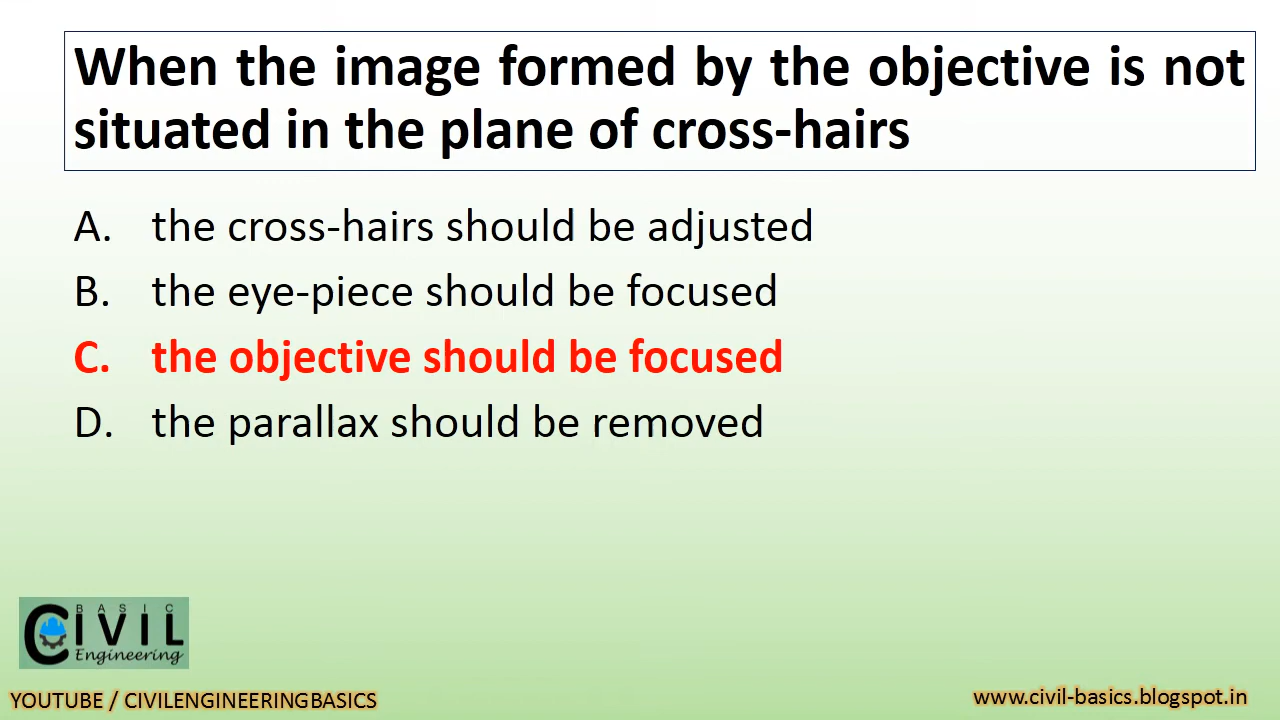 When the image formed by the objective is not
situated in the plane of cross-hairs
A. the cross-hairs should be adjusted
B. the eye-piece should be focused
C. the objective should be focused
D. the parallax should be removed
BASIC
CIVIL
Engineering
YOUTUBE / CIVILENGINEERINGBASICS
www.civil-basics.blogspot.in